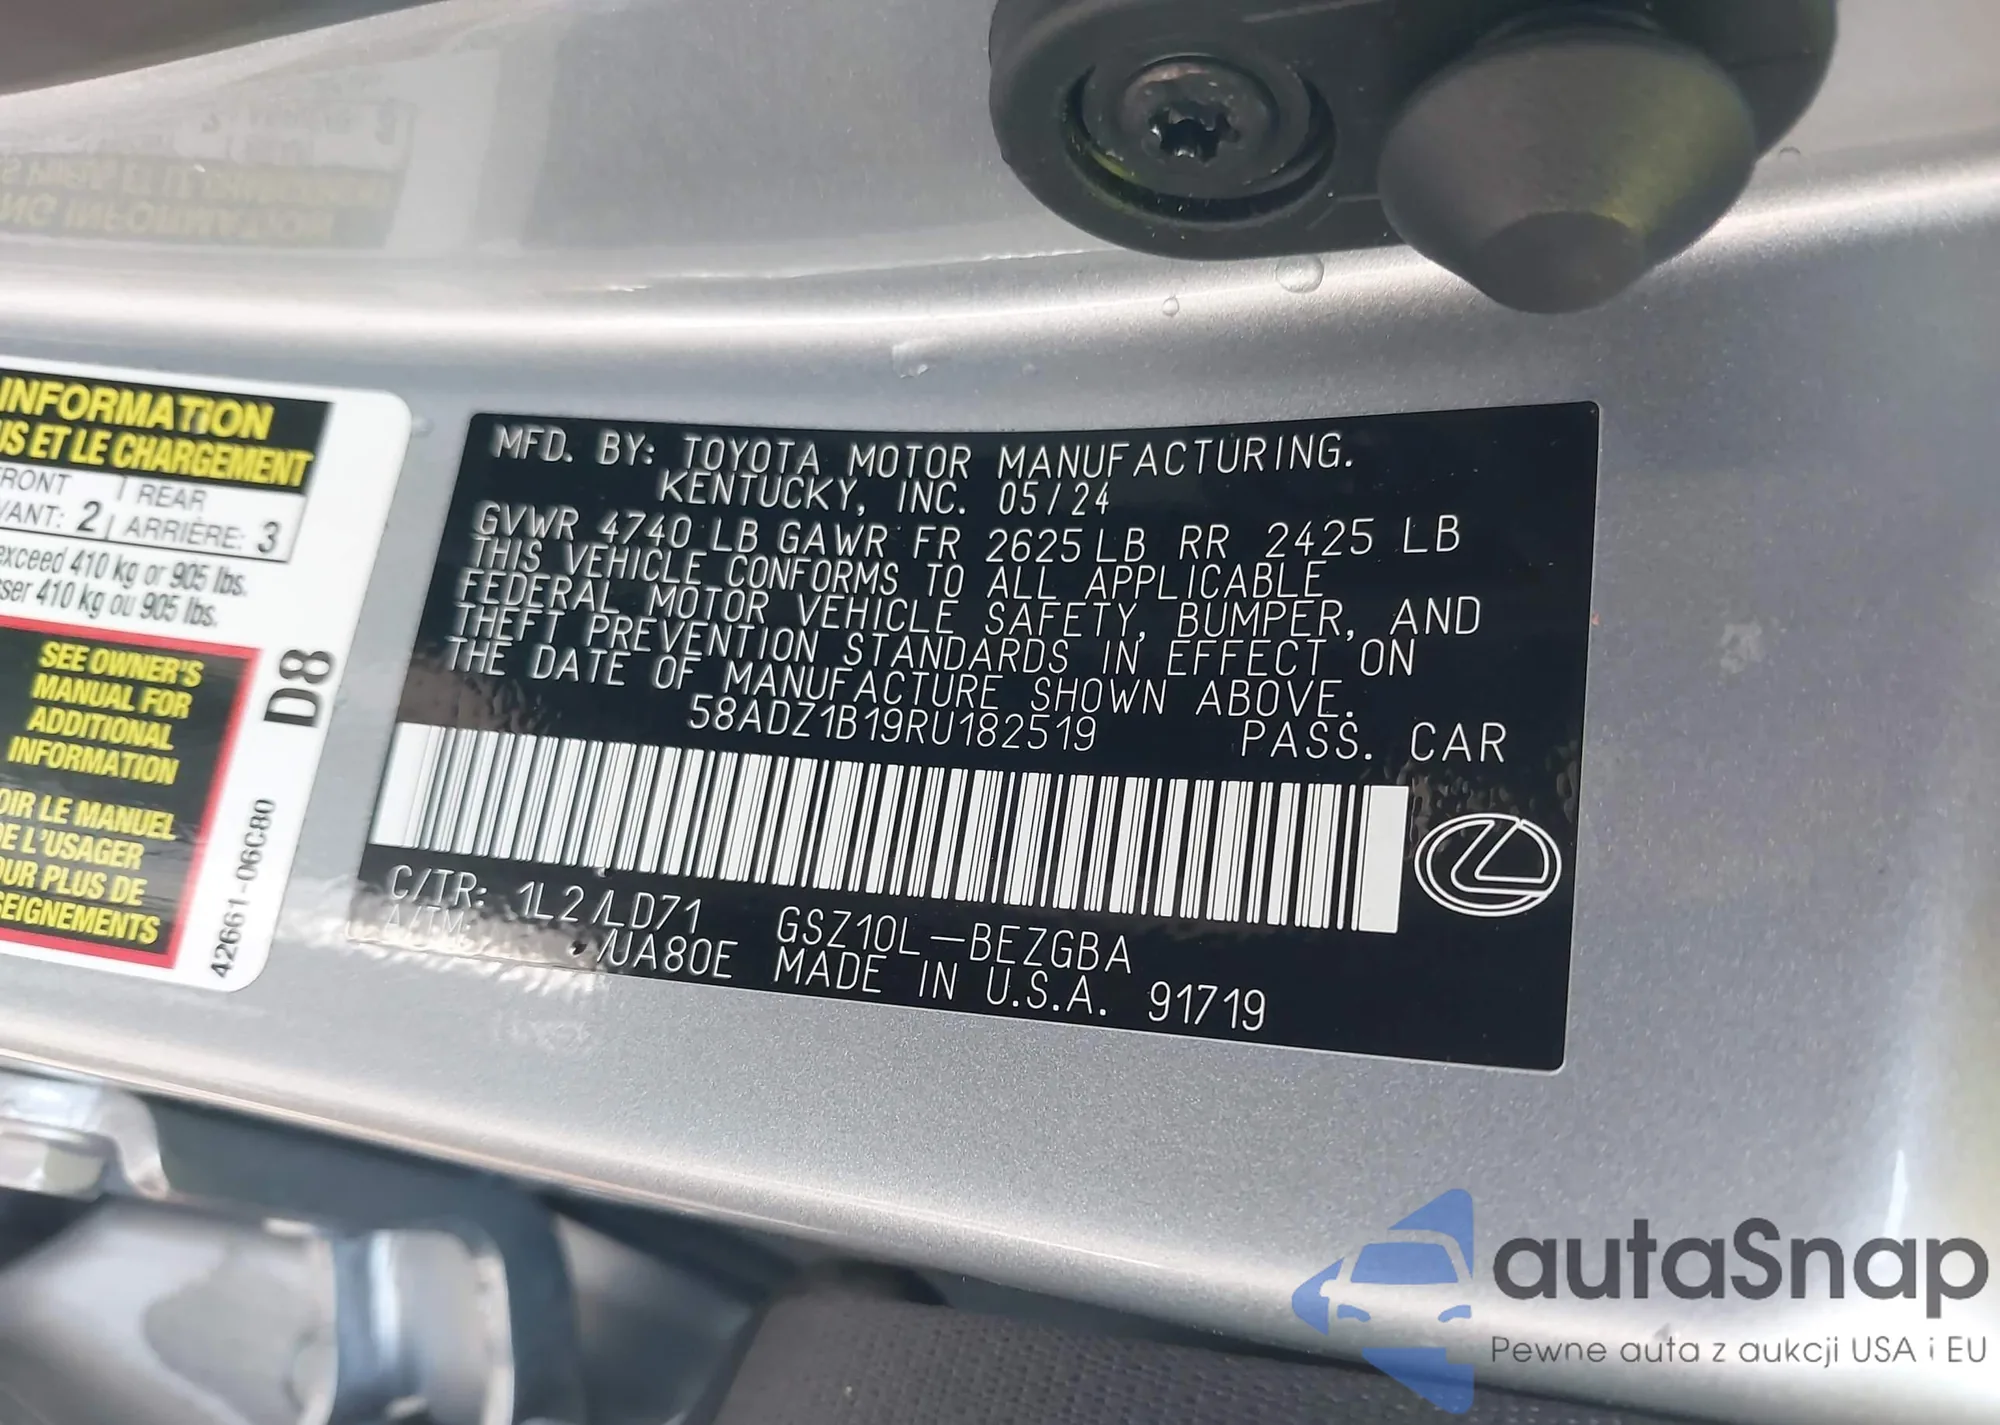 INFORMATION
US ET LE CHARGEMENT
FRONT | REAR
VANT: 2 | ARRIÈRE: 3
exceed 410 kg or 905 lbs.
ser 410 kg ou 905 lbs.
SEE OWNER'S
MANUAL FOR
ADDITIONAL
INFORMATION
OIR LE MANUEL
DE L'USAGER
OUR PLUS DE
SEIGNEMENTS
D8
42661-06C80
MFD. BY: TOYOTA MOTOR MANUFACTURING.
KENTUCKY, INC. 05/24
GVWR 4740 LB GAWR FR 2625 LB RR 2425 LB
THIS VEHICLE CONFORMS TO ALL APPLICABLE
FEDERAL MOTOR VEHICLE SAFETY, BUMPER, AND
THEFT PREVENTION STANDARDS IN EFFECT ON
THE DATE OF MANUFACTURE SHOWN ABOVE.
58ADZ1B19RU182519 PASS. CAR
C/TR: 1L2/LD71 GSZ10L-BEZGBA
A/TM: /UA80E MADE IN U.S.A. 91719
autaSnap
Pewne auta z aukcji USA i EU